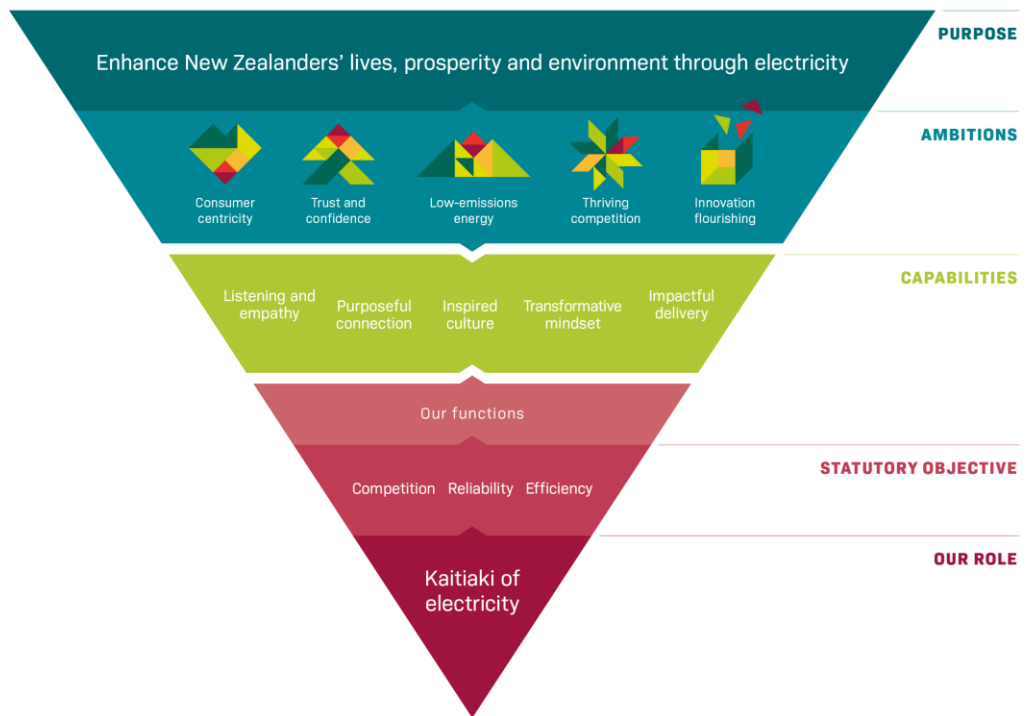 PURPOSE
Enhance New Zealanders’ lives, prosperity and environment through electricity
AMBITIONS
Consumer
centricity
Trust and
confidence
Low-emissions
energy
Thriving
competition
Innovation
flourishing
CAPABILITIES
Listening and
empathy
Purposeful
connection
Inspired
culture
Transformative
mindset
Impactful
delivery
Our functions
STATUTORY OBJECTIVE
Competition Reliability Efficiency
OUR ROLE
Kaitiaki of
electricity